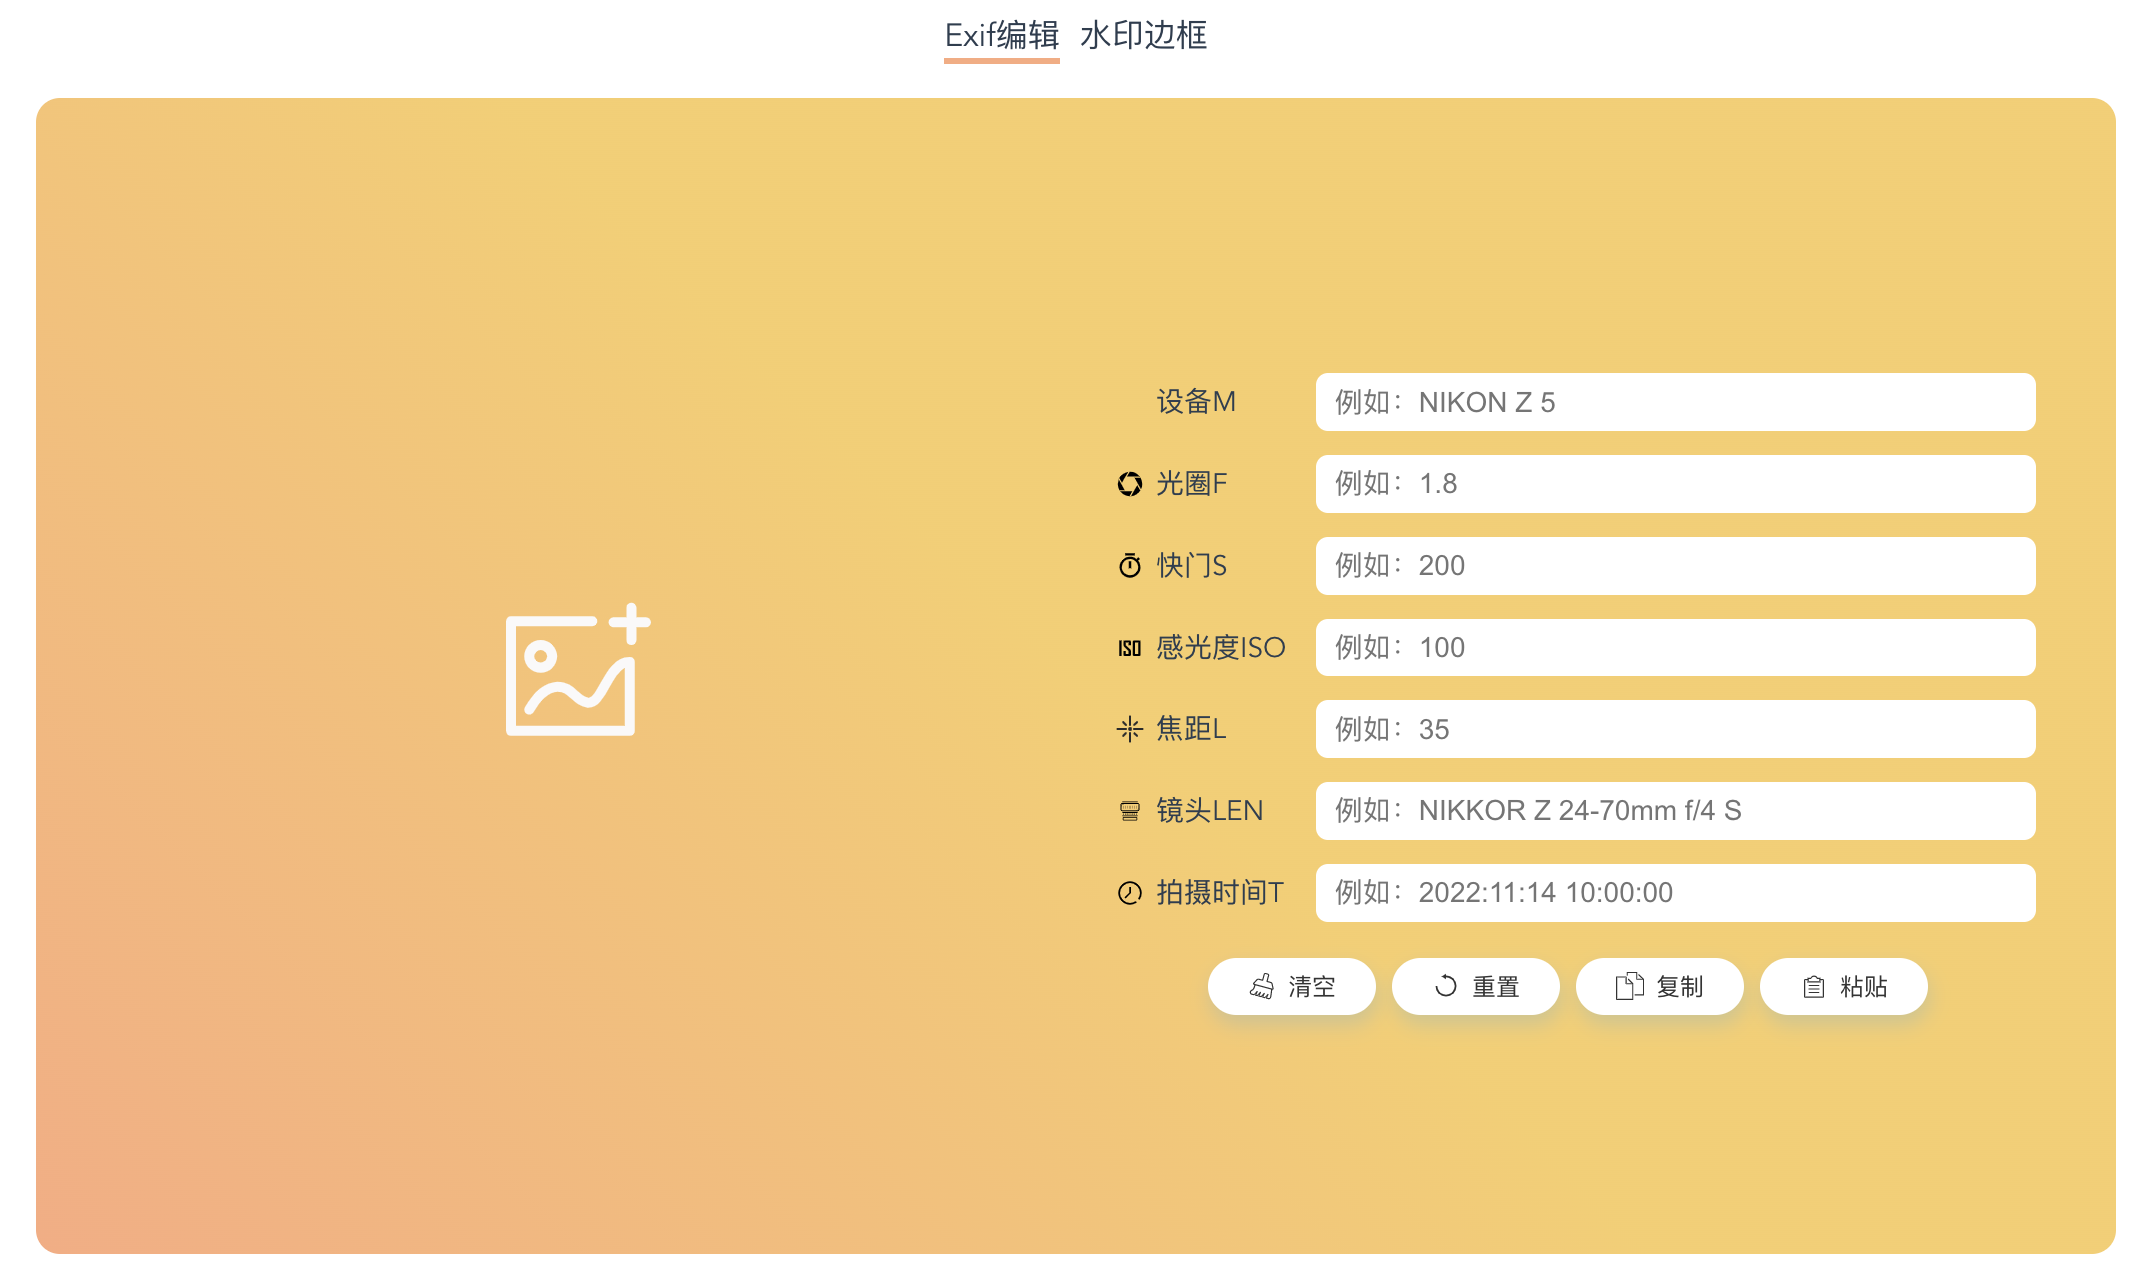 Exif编辑 水印边框
设备M 例如：NIKON Z 5
光圈F 例如：1.8
快门S 例如：200
ISO 感光度ISO 例如：100
焦距L 例如：35
镜头LEN 例如：NIKKOR Z 24-70mm f/4 S
拍摄时间T 例如：2022:11:14 10:00:00
清空 重置 复制 粘贴